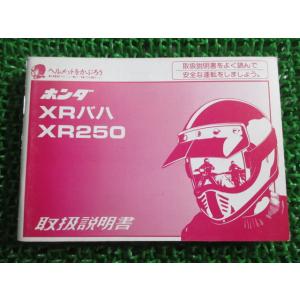 ヘルメットをかぶろう
取扱説明書をよく読んで
安全な運転をしましょう。
ホンダ
XRバハ
XR250
取扱説明書